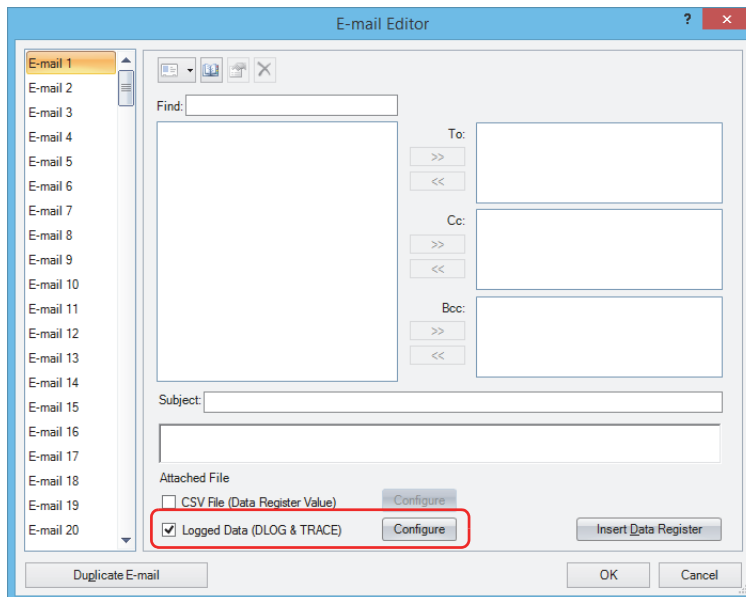 E-mail Editor
?
×
E-mail 1
E-mail 2
E-mail 3
E-mail 4
E-mail 5
E-mail 6
E-mail 7
E-mail 8
E-mail 9
E-mail 10
E-mail 11
E-mail 12
E-mail 13
E-mail 14
E-mail 15
E-mail 16
E-mail 17
E-mail 18
E-mail 19
E-mail 20
Find:
To:
>>
<<
Cc:
>>
<<
Bcc:
>>
<<
Subject:
Attached File
CSV File (Data Register Value)
Configure
Logged Data (DLOG & TRACE)
Configure
Insert Data Register
Duplicate E-mail
OK
Cancel